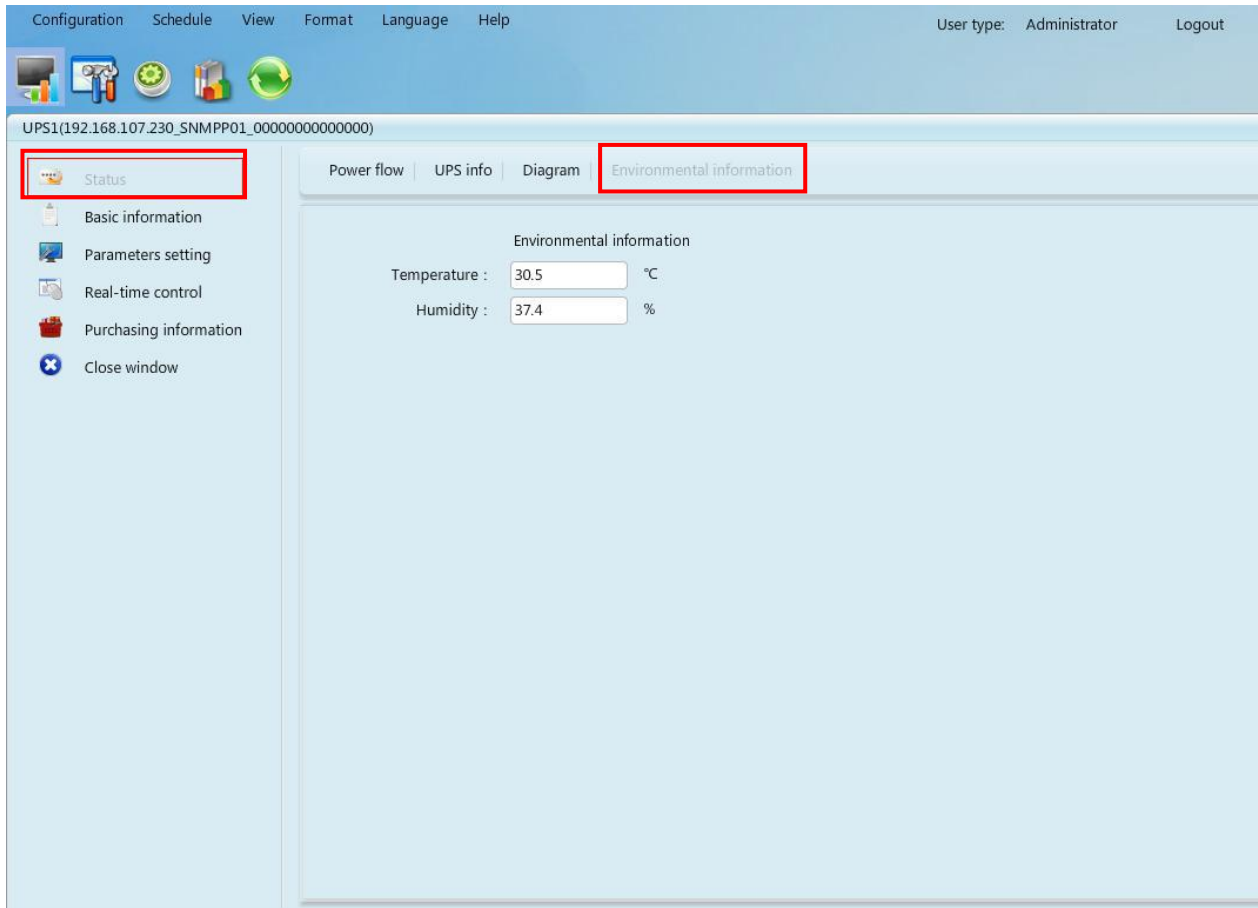 Configuration Schedule View Format Language Help User type: Administrator Logout
UPS1(192.168.107.230_SNMPP01_00000000000000)
Status
Basic information
Parameters setting
Real-time control
Purchasing information
Close window
Power flow UPS info Diagram Environmental information
Environmental information
Temperature : 30.5 °C
Humidity : 37.4 %